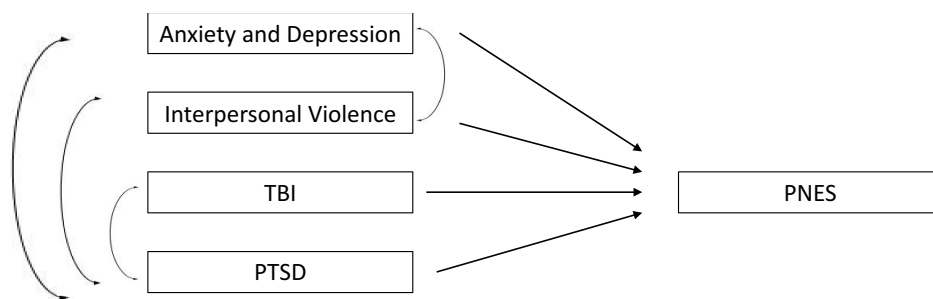 Anxiety and Depression
Interpersonal Violence
TBI
PNES
PTSD